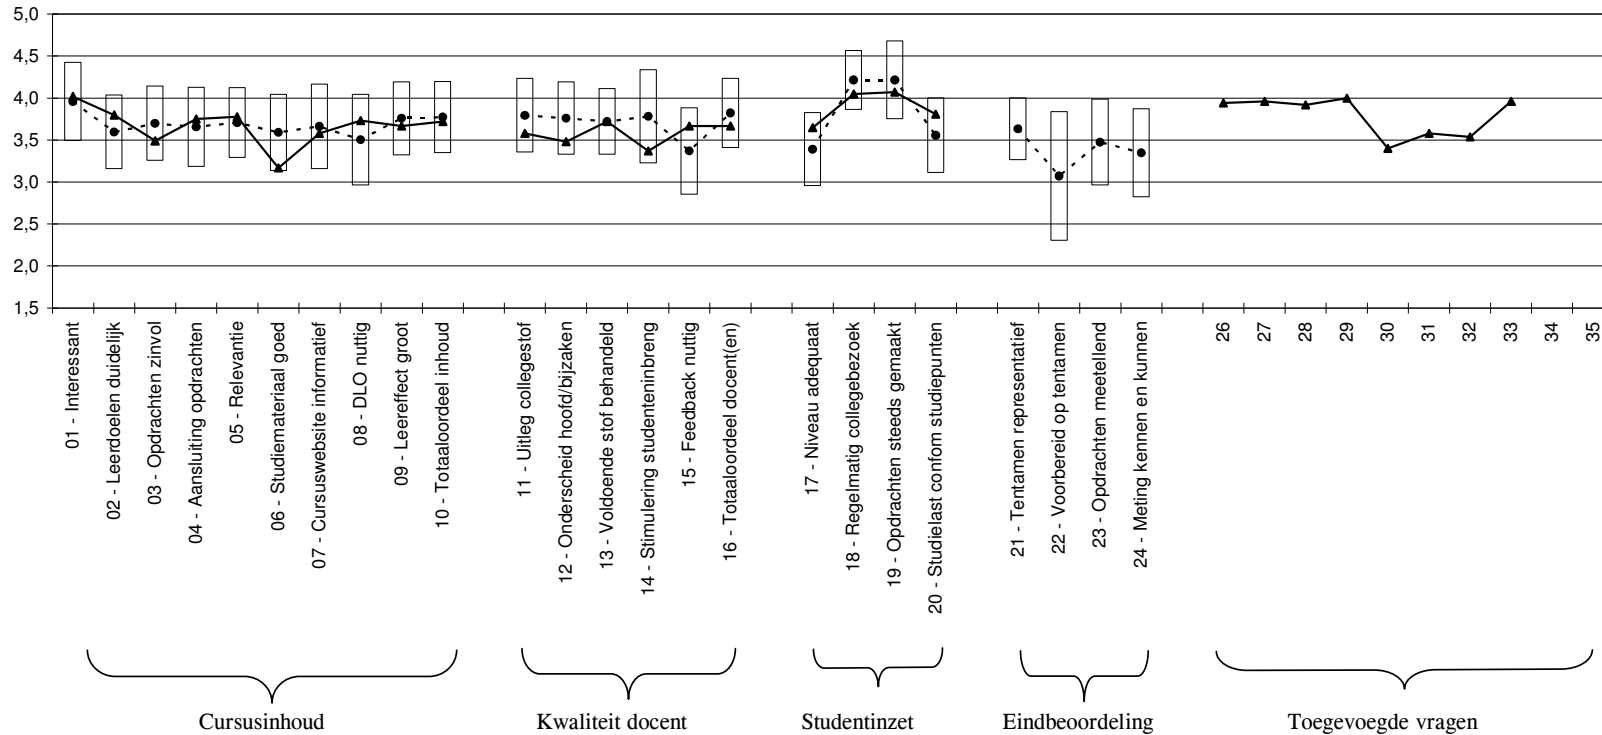 5,0
4,5
4,0
3,5
3,0
2,5
2,0
1,5
01 - Interessant
02 - Leerdoelen duidelijk
03 - Opdrachten zinvol
04 - Aansluiting opdrachten
05 - Relevantie
06 - Studiemateriaal goed
07 - Cursuswebsite informatief
08 - DLO nuttig
09 - Leereffect groot
10 - Totaaloordeel inhoud
11 - Uitleg collegestof
12 - Onderscheid hoofd/bijzaken
13 - Voldoende stof behandeld
14 - Stimulering studenteninbreng
15 - Feedback nuttig
16 - Totaaloordeel docent(en)
17 - Niveau adequaat
18 - Regelmatig collegebezoek
19 - Opdrachten steeds gemaakt
20 - Studielast confom studiepunten
21 - Tentamen representatief
22 - Voorbereid op tentamen
23 - Opdrachten meetellend
24 - Meting kennen en kunnen
26
27
28
29
30
31
32
33
34
35
Cursusinhoud
Kwaliteit docent
Studentinzet
Eindbeoordeling
Toegevoegde vragen